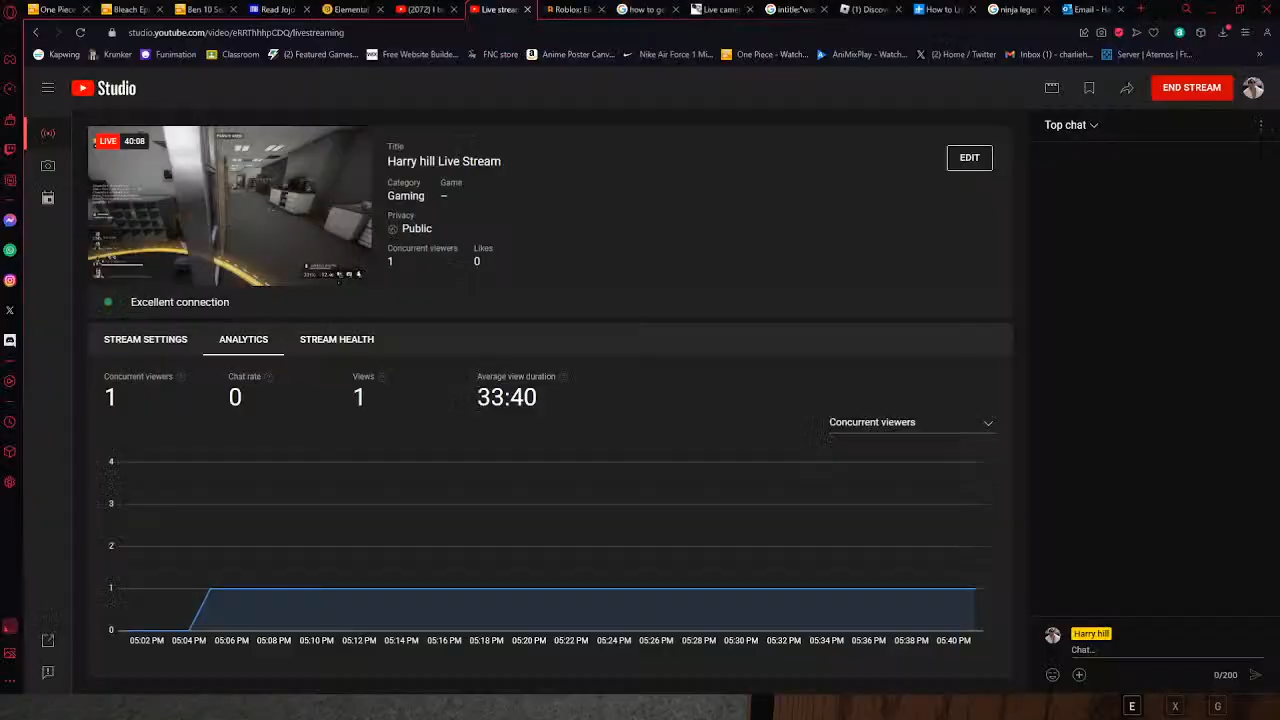 One Piece
Bleach Ep
Ben 10 Se
Read Jojo
Elemental
(2072) I b
Live stream
Roblox: El
how to g
Live came
intitle:"we
(1) Discov
How to Li
ninja lege
Email - Ha
studio.youtube.com/video/eRRThhhpCDQ/livestreaming
Kapwing Krunker Funimation Classroom (2) Featured Games... Free Website Builde... FNC store Anime Poster Canv... Nike Air Force 1 Mi... One Piece - Watch... AniMixPlay - Watch... (2) Home / Twitter Inbox (1) - charlieh... Server | Aternos | Fr...
Studio
END STREAM
LIVE 40:08
Title
Harry hill Live Stream
EDIT
Category Game
Gaming –
Privacy
Public
Concurrent viewers Likes
1 0
Excellent connection
STREAM SETTINGS ANALYTICS STREAM HEALTH
Concurrent viewers Chat rate Views Average view duration
1 0 1 33:40
Concurrent viewers
4
3
2
1
0
05:02 PM 05:04 PM 05:06 PM 05:08 PM 05:10 PM 05:12 PM 05:14 PM 05:16 PM 05:18 PM 05:20 PM 05:22 PM 05:24 PM 05:26 PM 05:28 PM 05:30 PM 05:32 PM 05:34 PM 05:36 PM 05:38 PM 05:40 PM
Top chat
Harry hill
Chat...
0/200
E X G